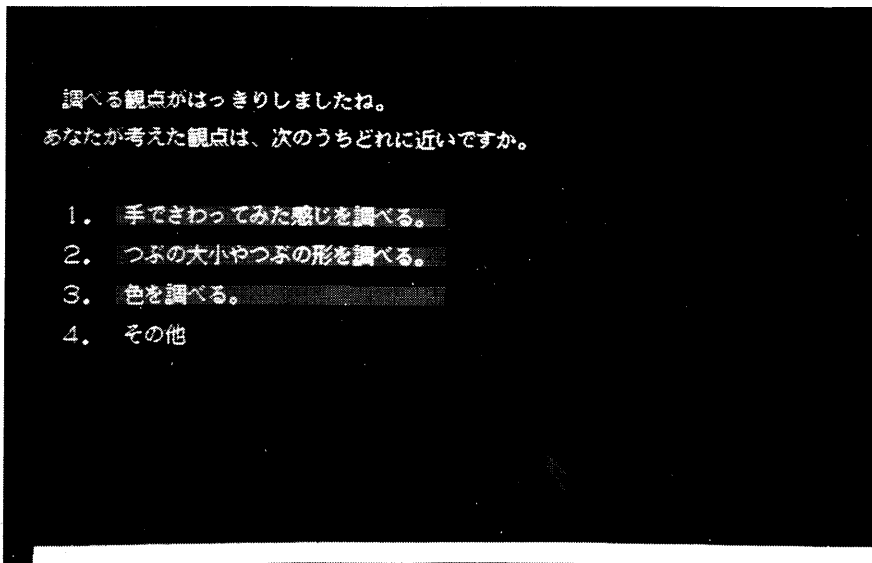 調べる観点がはっきりしましたね。
あなたが考えた観点は、次のうちどれに近いですか。
1. 手でさわってみた感じを調べる。
2. つぶの大小やつぶの形を調べる。
3. 色を調べる。
4. その他